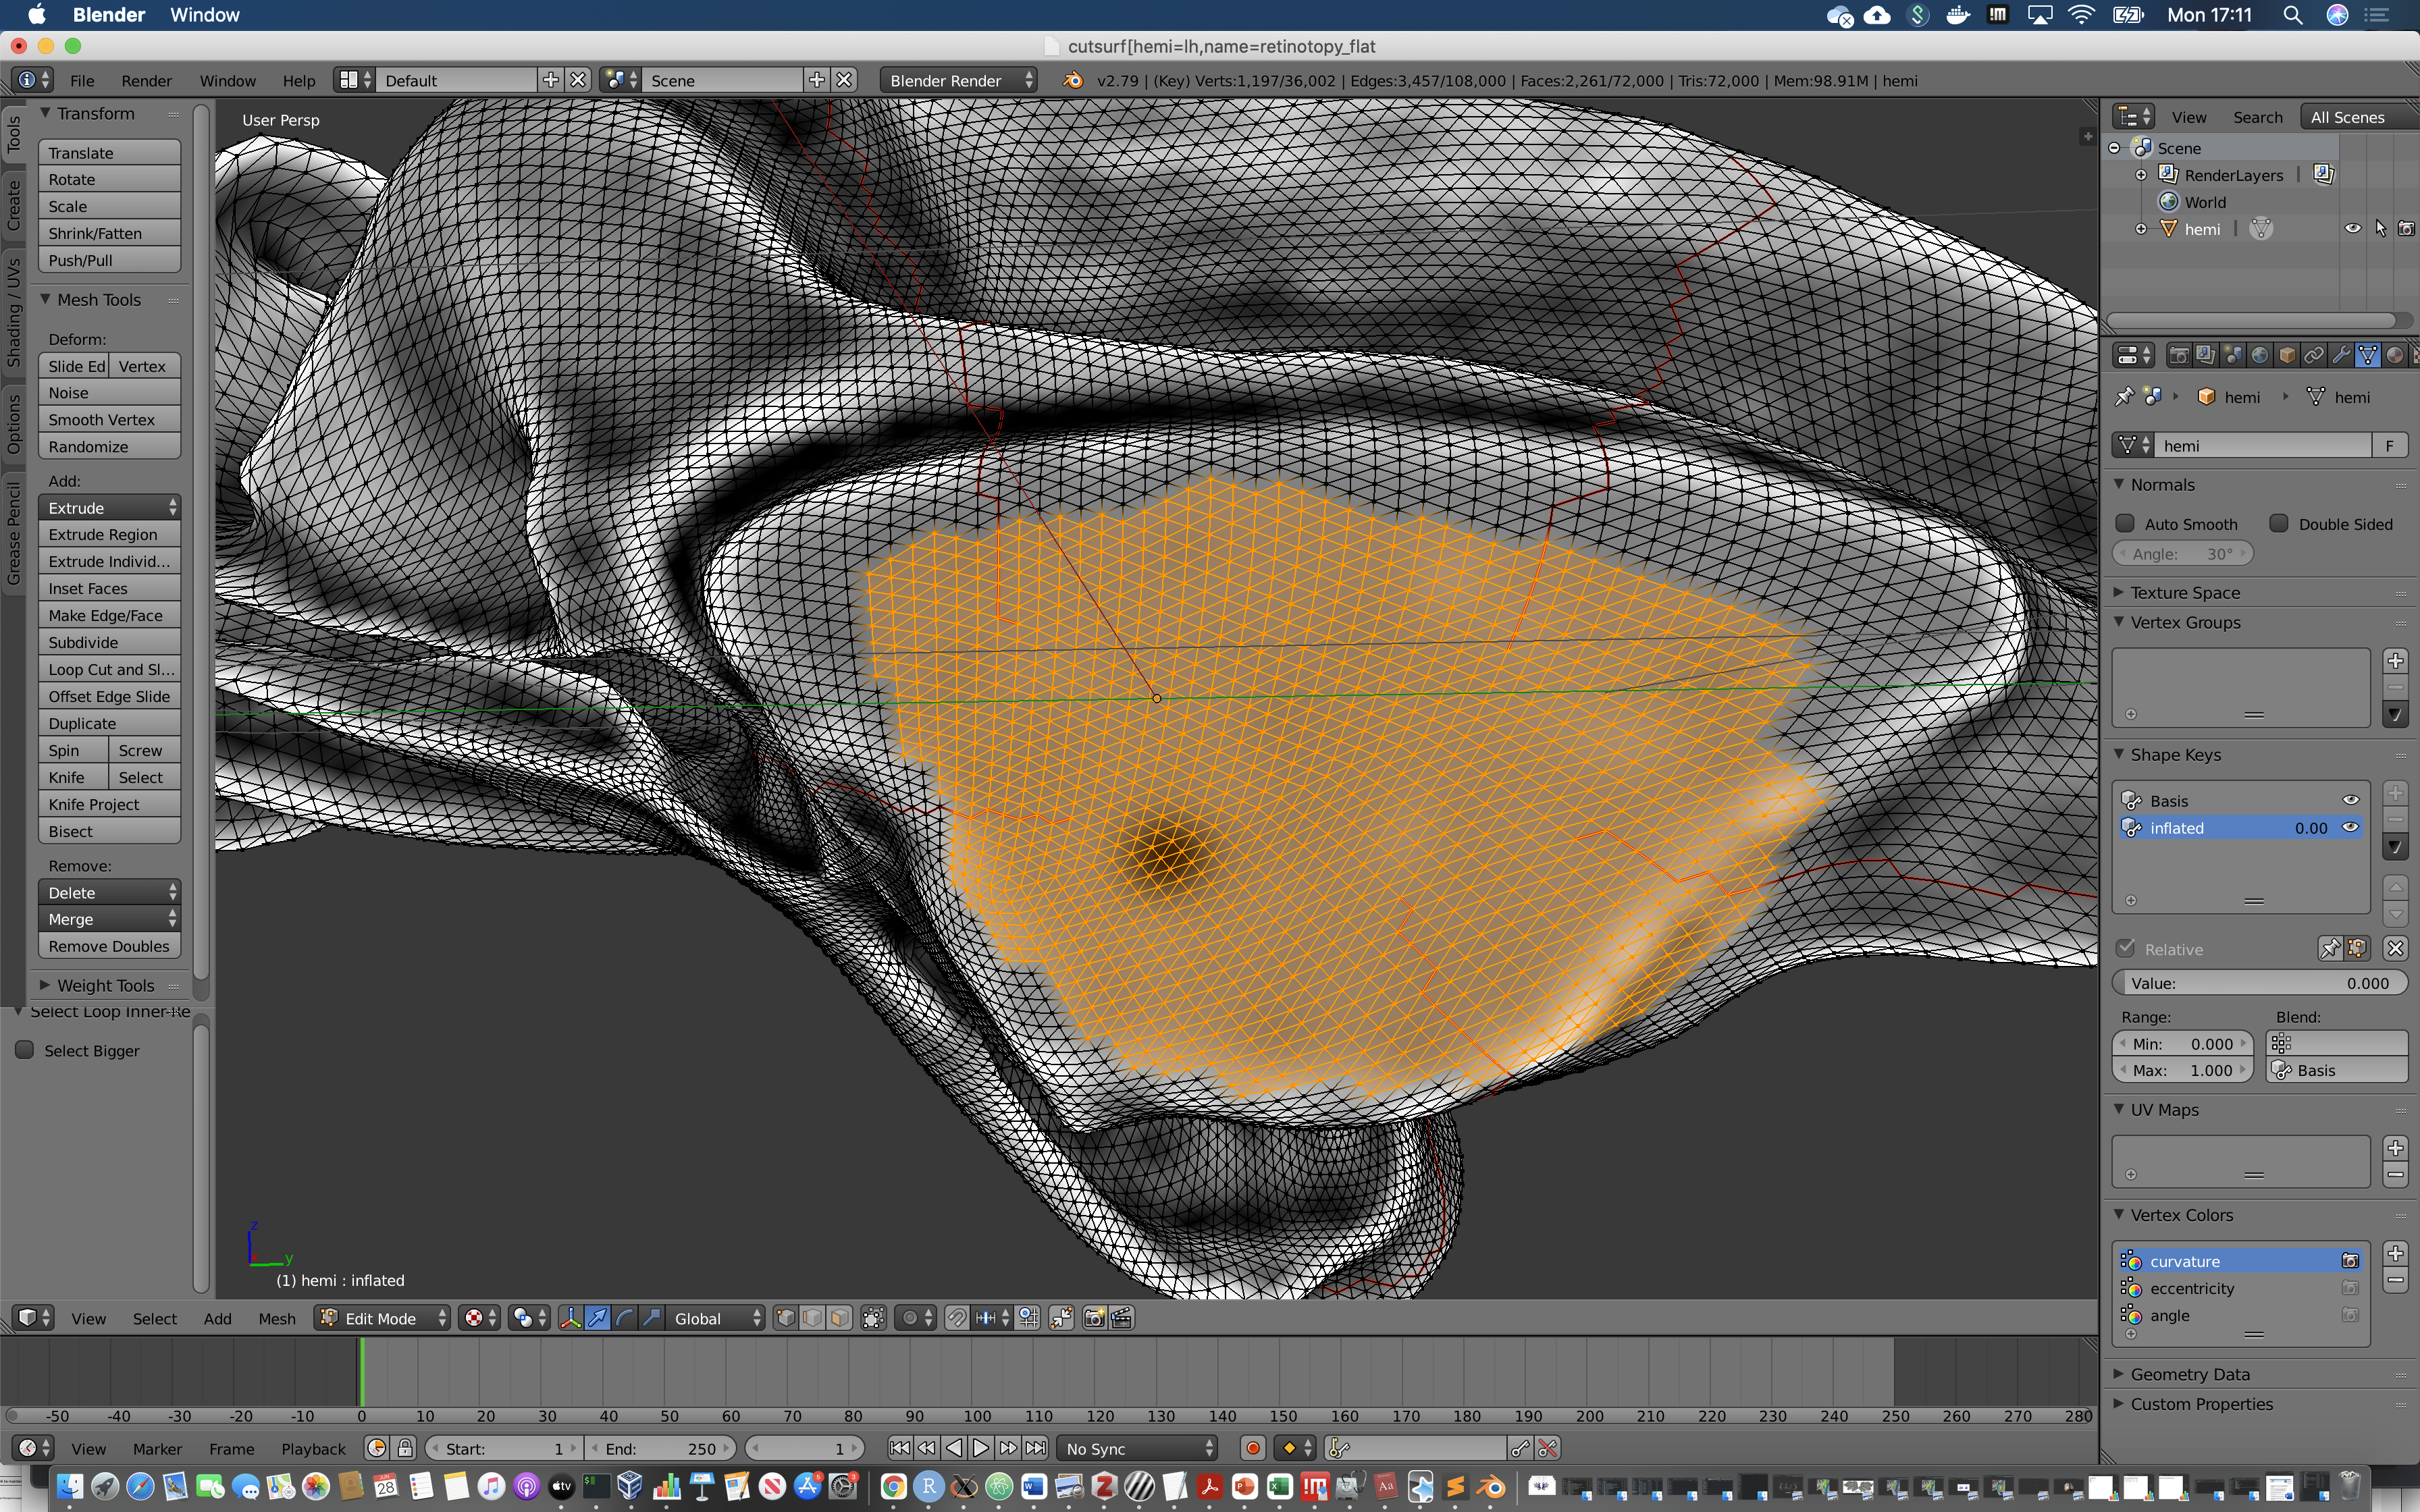 Blender Window Mon 17:11
cutsurf[hemi=lh,name=retinotopy_flat
File Render Window Help Default Scene Blender Render v2.79 | (Key) Verts:1,197/36,002 | Edges:3,457/108,000 | Faces:2,261/72,000 | Tris:72,000 | Mem:98.91M | hemi
Tools
Create
Shading / UVs
Options
Grease Pencil
Transform
Translate
Rotate
Scale
Shrink/Fatten
Push/Pull
Mesh Tools
Deform:
Slide Ed Vertex
Noise
Smooth Vertex
Randomize
Add:
Extrude
Extrude Region
Extrude Individ...
Inset Faces
Make Edge/Face
Subdivide
Loop Cut and Sl...
Offset Edge Slide
Duplicate
Spin Screw
Knife Select
Knife Project
Bisect
Remove:
Delete
Merge
Remove Doubles
Weight Tools
Select Loop Inner-Re
Select Bigger
User Persp
z
x
y
(1) hemi : inflated
View Select Add Mesh Edit Mode Global
View Search All Scenes
Scene
RenderLayers |
World
hemi |
hemi hemi
hemi F
Normals
Auto Smooth Double Sided
Angle: 30°
Texture Space
Vertex Groups
Shape Keys
Basis
inflated 0.00
Relative
Value: 0.000
Range: Blend:
Min: 0.000
Max: 1.000 Basis
UV Maps
Vertex Colors
curvature
eccentricity
angle
Geometry Data
Custom Properties
-50 -40 -30 -20 -10 0 10 20 30 40 50 60 70 80 90 100 110 120 130 140 150 160 170 180 190 200 210 220 230 240 250 260 270 280
View Marker Frame Playback Start: 1 End: 250 1 No Sync
JUN
28
tv
R
W
Z
P
X
Aa